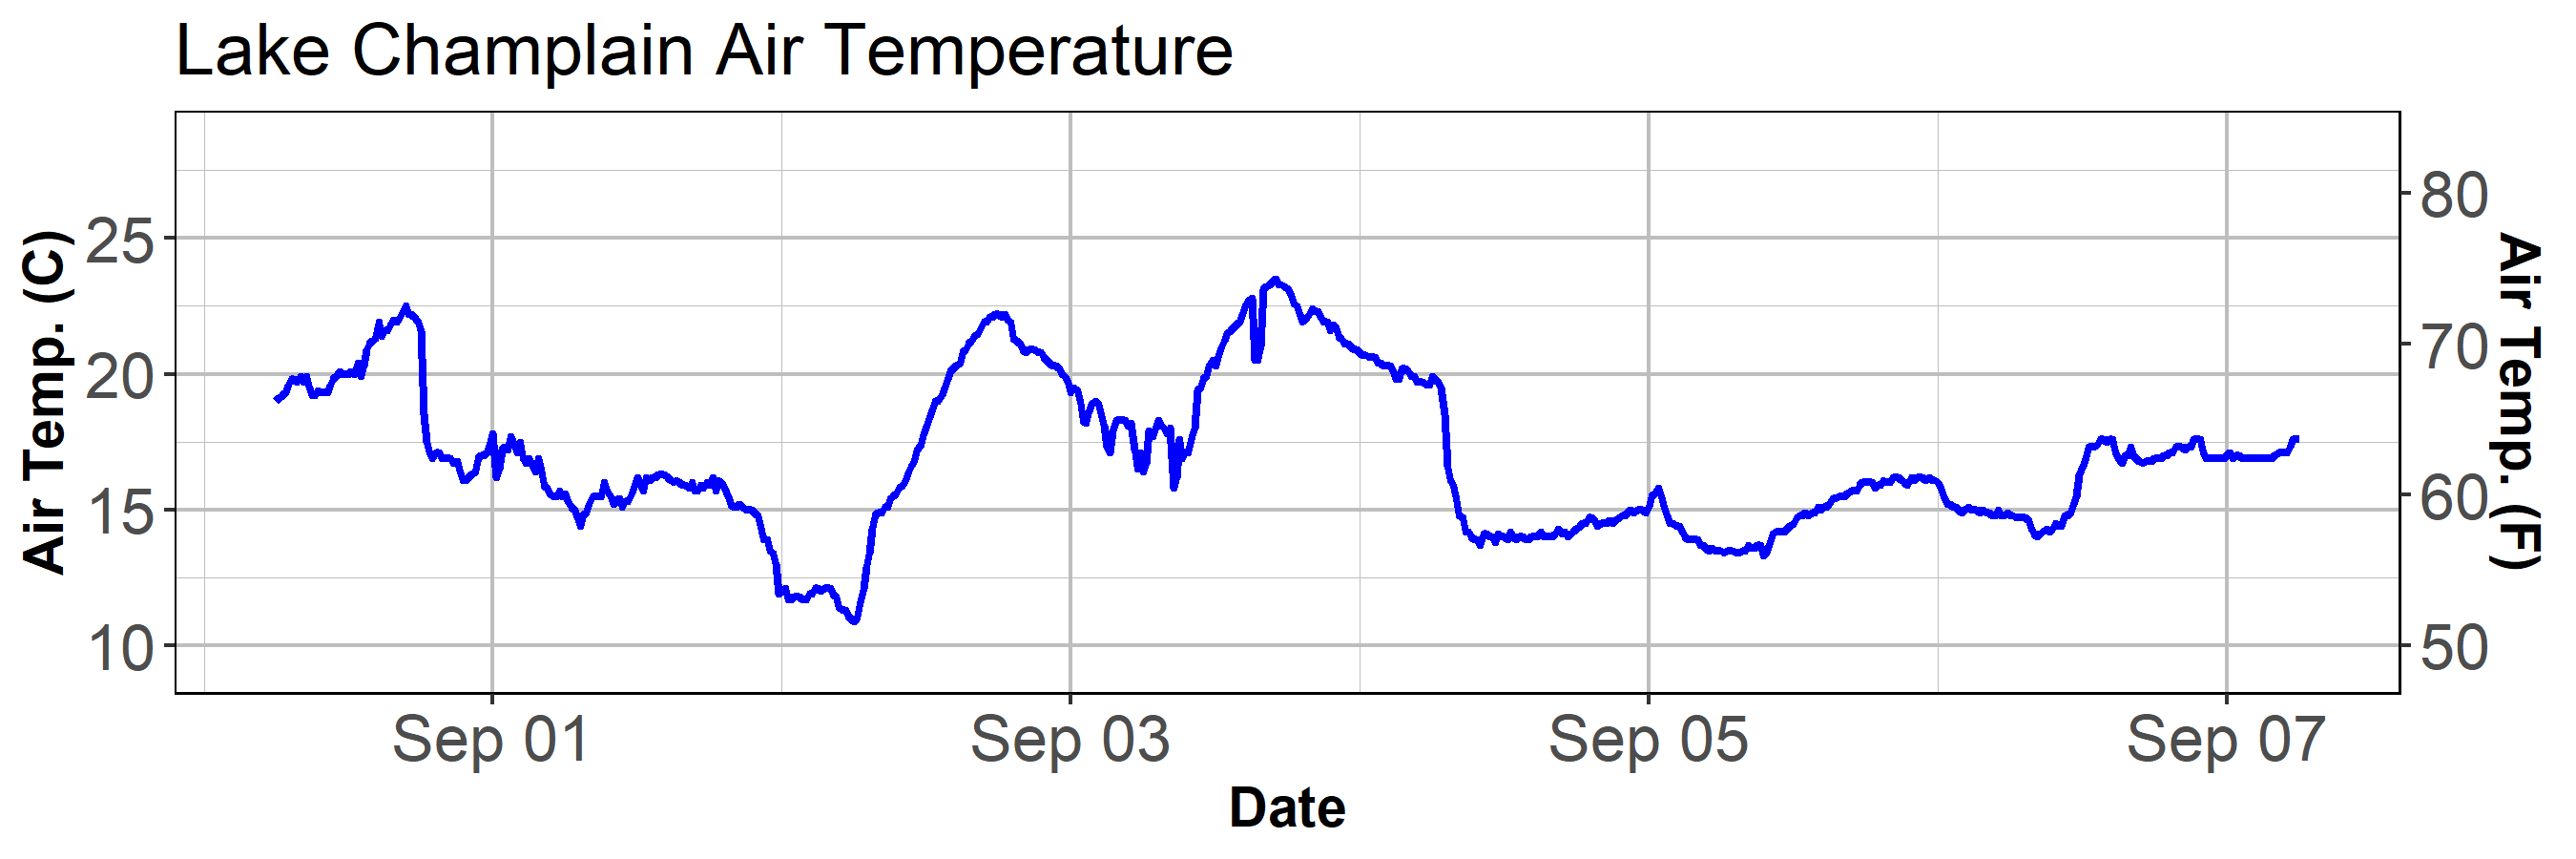 Lake Champlain Air Temperature
Air Temp. (C)
25
20
15
10
80
70
60
50
Air Temp. (F)
Sep 01
Sep 03
Sep 05
Sep 07
Date